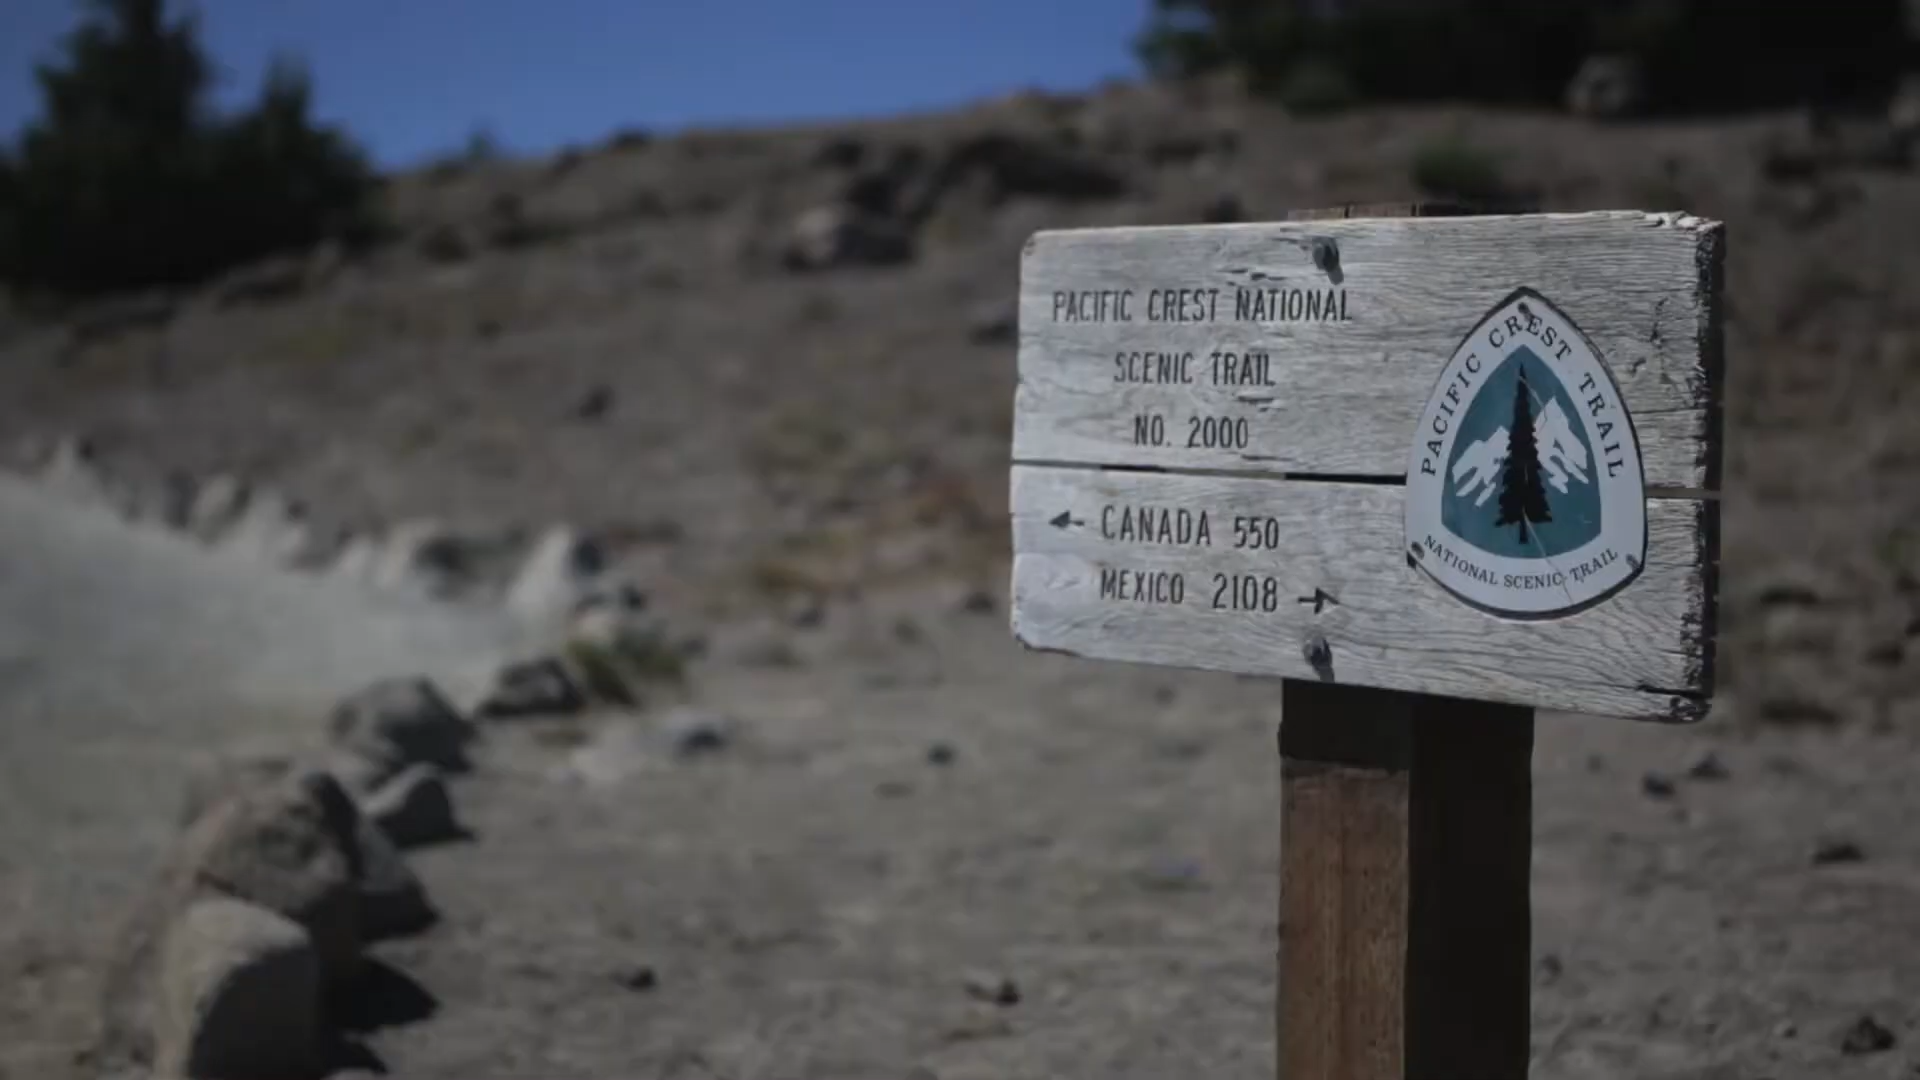 PACIFIC CREST NATIONAL
SCENIC TRAIL
NO. 2000
← CANADA 550
MEXICO 2108 →
PACIFIC CREST TRAIL
NATIONAL SCENIC TRAIL